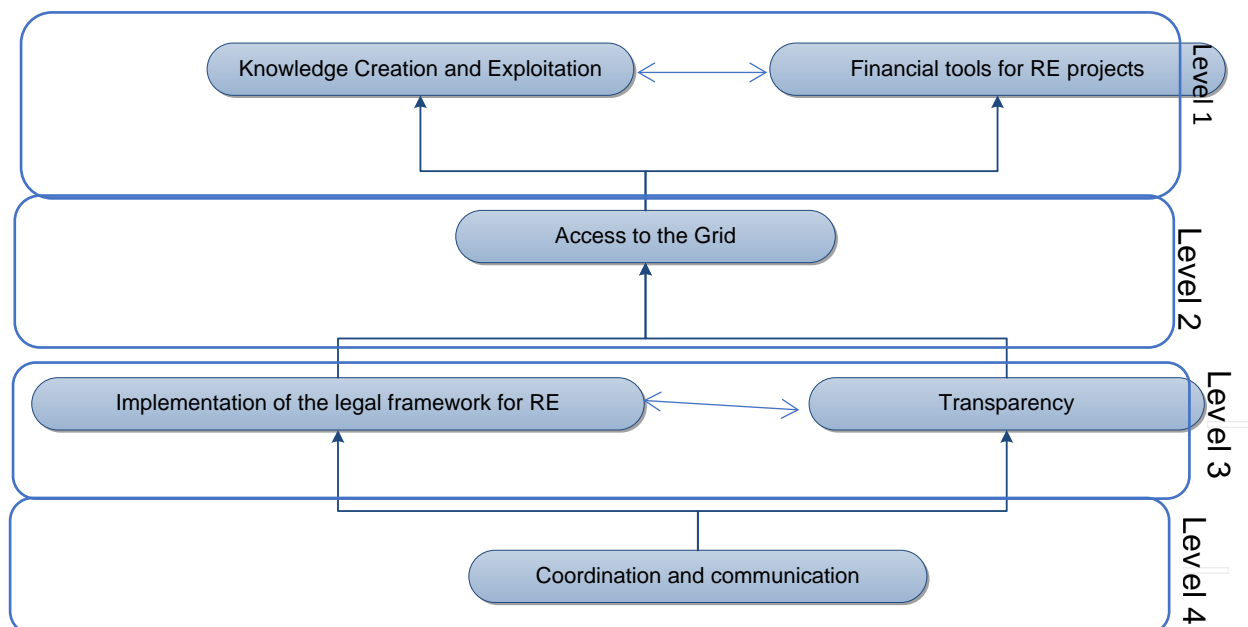 Knowledge Creation and Exploitation
Financial tools for RE projects
Level 1
Access to the Grid
Level 2
Implementation of the legal framework for RE
Transparency
Level 3
Coordination and communication
Level 4